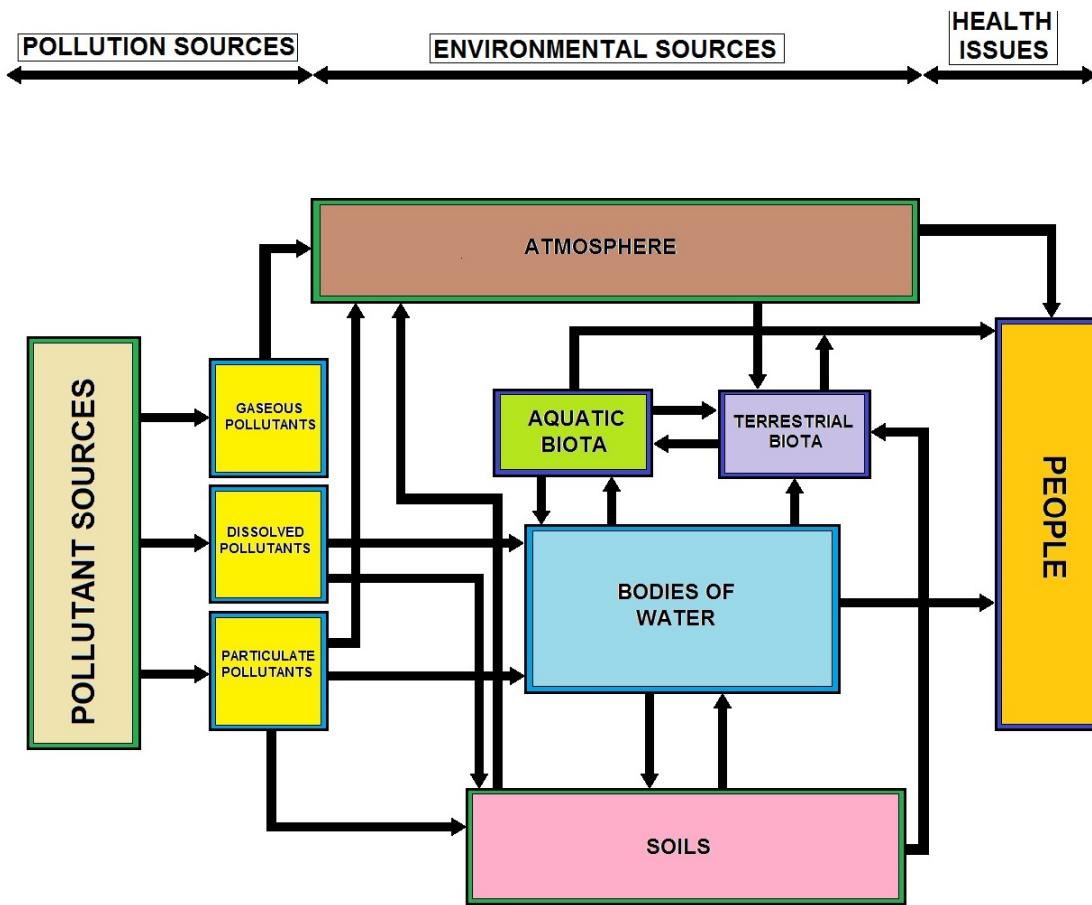 POLLUTION SOURCES
ENVIRONMENTAL SOURCES
HEALTH
ISSUES
ATMOSPHERE
POLLUTANT SOURCES
GASEOUS
POLLUTANTS
AQUATIC
BIOTA
TERRESTRIAL
BIOTA
PEOPLE
DISSOLVED
POLLUTANTS
BODIES OF
WATER
PARTICULATE
POLLUTANTS
SOILS